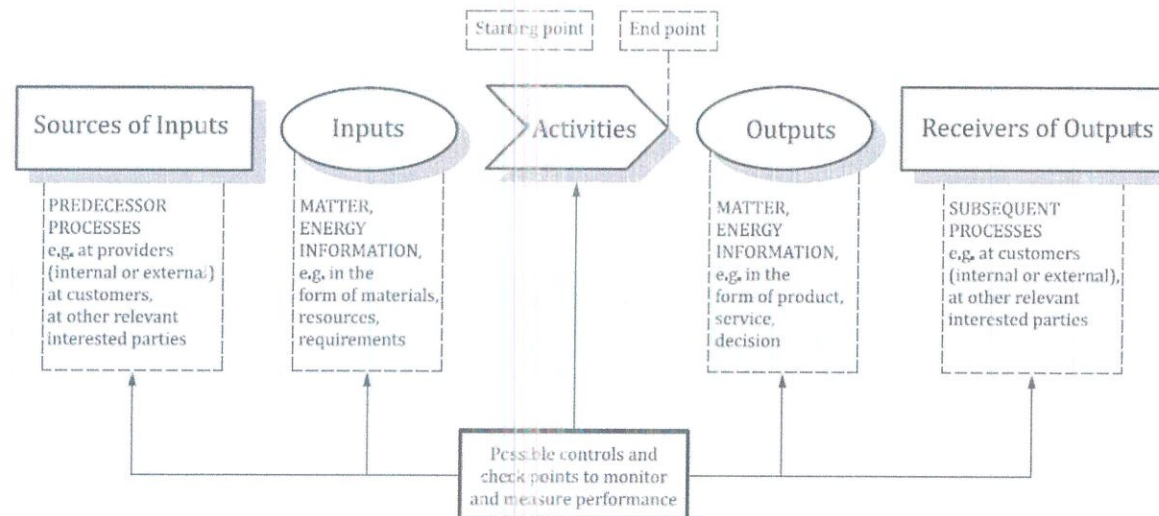 Starting point
End point
Sources of Inputs
Inputs
Activities
Outputs
Receivers of Outputs
PREDECESSOR
PROCESSES
e.g. at providers
(internal or external)
at customers,
at other relevant
interested parties
MATTER,
ENERGY
INFORMATION,
e.g. in the
form of materials,
resources,
requirements
MATTER,
ENERGY
INFORMATION,
e.g. in the
form of product,
service,
decision
SUBSEQUENT
PROCESSES
e.g. at customers
(internal or external),
at other relevant
interested parties
Possible controls and
check points to monitor
and measure performance